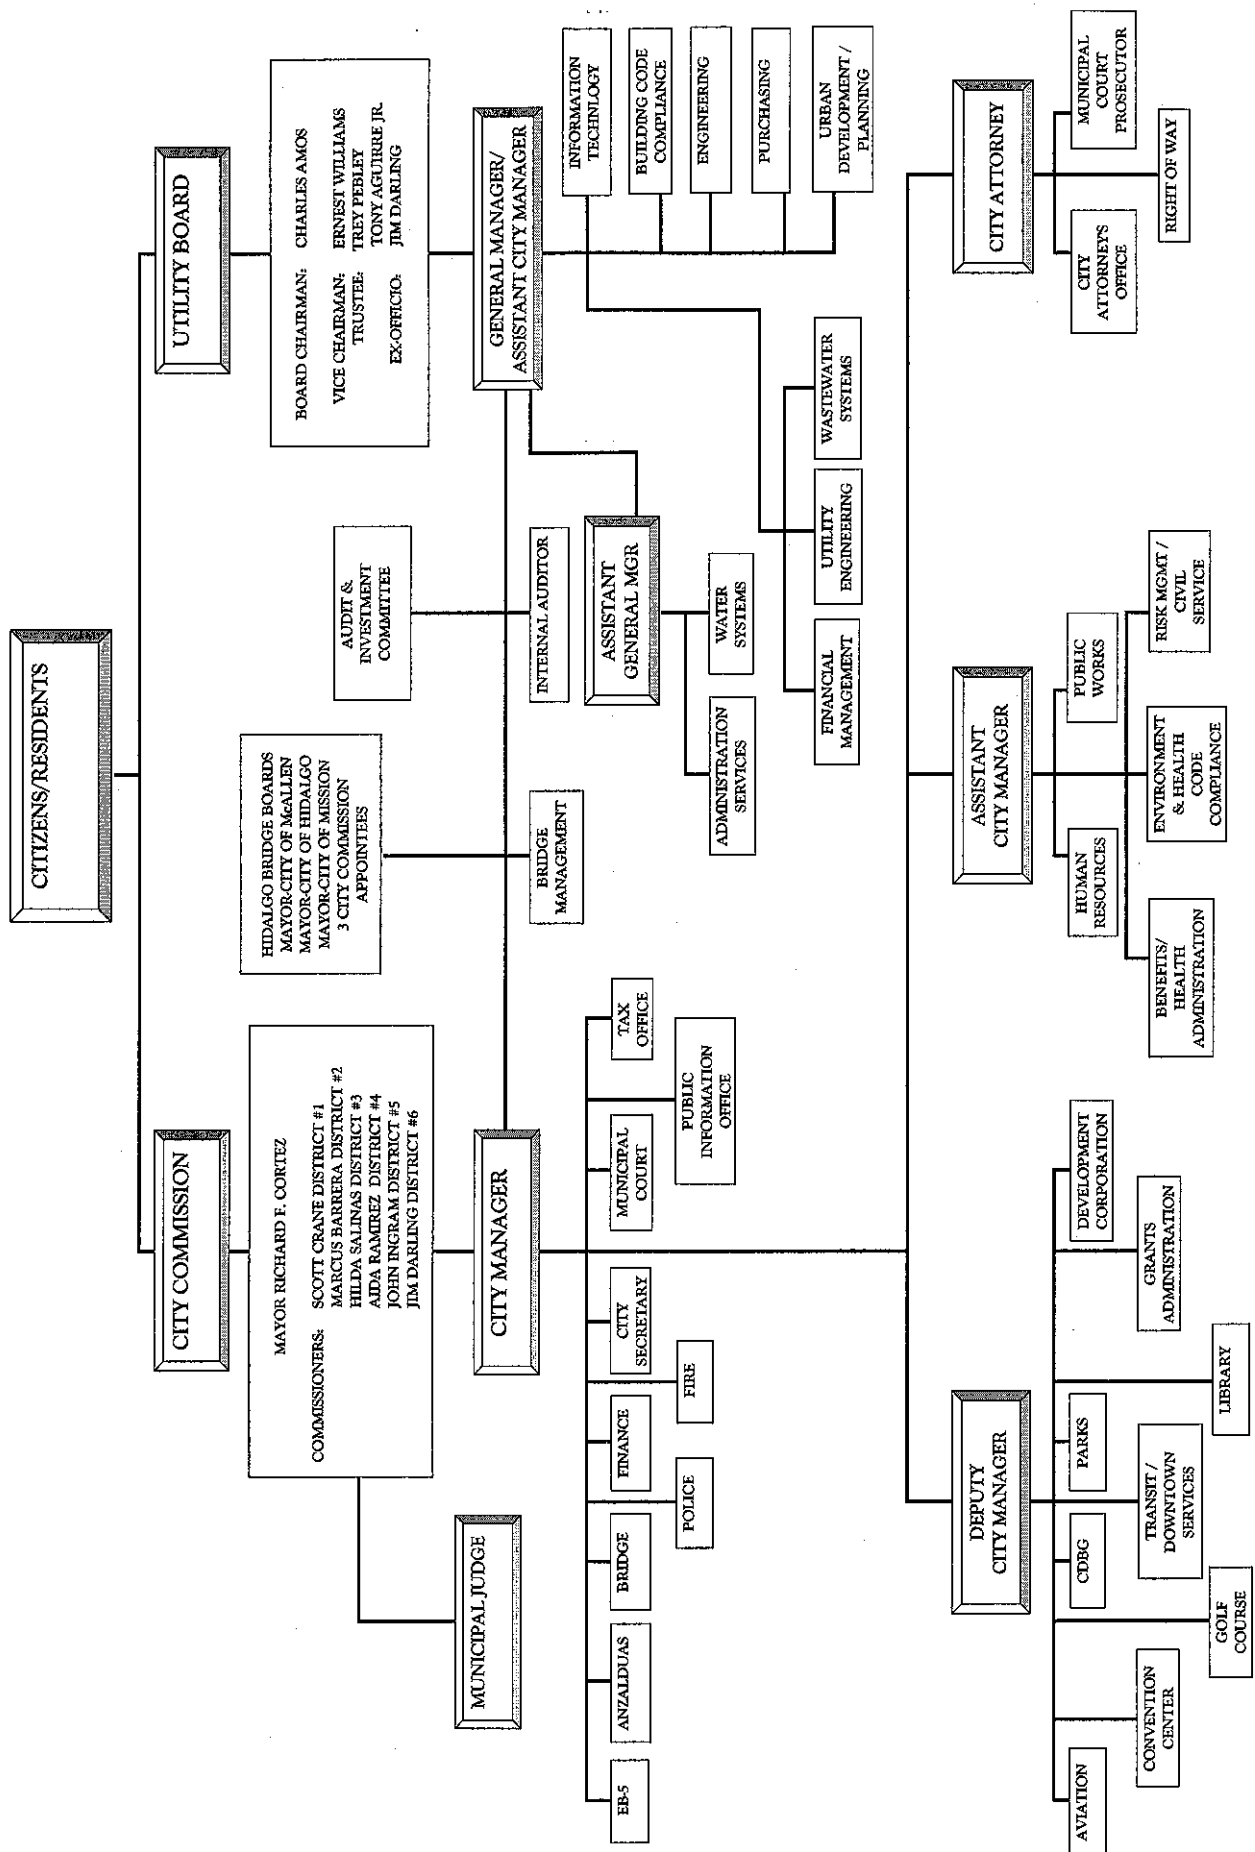 CITIZENS/RESIDENTS
CITY COMMISSION
UTILITY BOARD
MAYOR RICHARD F. CORTEZ
COMMISSIONERS: SCOTT CRANE DISTRICT #1
MARCUS BARRERA DISTRICT #2
HILDA SALINAS DISTRICT #3
AIDA RAMIREZ DISTRICT #4
JOHN INGRAM DISTRICT #5
JIM DARLING DISTRICT #6
HIDALGO BRIDGE BOARDS
MAYOR-CITY OF McALLEN
MAYOR-CITY OF HIDALGO
MAYOR-CITY OF MISSION
3 CITY COMMISSION
APPOINTEES
AUDIT &
INVESTMENT
COMMITTEE
BOARD CHAIRMAN: CHARLES AMOS
VICE CHAIRMAN: ERNEST WILLIAMS
TRUSTEE: TREY PEBLEY
TONY AGUIRRE JR.
EX-OFFICIO: JIM DARLING
MUNICIPAL JUDGE
CITY MANAGER
BRIDGE
MANAGEMENT
INTERNAL AUDITOR
GENERAL MANAGER/
ASSISTANT CITY MANAGER
EB-5
ANZALDUAS
BRIDGE
FINANCE
CITY
SECRETARY
MUNICIPAL
COURT
TAX
OFFICE
POLICE
FIRE
PUBLIC
INFORMATION
OFFICE
ASSISTANT
GENERAL MGR
ADMINISTRATION
SERVICES
WATER
SYSTEMS
INFORMATION
TECHNLOGY
BUILDING CODE
COMPLIANCE
ENGINEERING
PURCHASING
URBAN
DEVELOPMENT /
PLANNING
FINANCIAL
MANAGEMENT
UTILITY
ENGINEERING
WASTEWATER
SYSTEMS
DEPUTY
CITY MANAGER
ASSISTANT
CITY MANAGER
CITY ATTORNEY
AVIATION
CDBG
PARKS
DEVELOPMENT
CORPORATION
CONVENTION
CENTER
TRANSIT /
DOWNTOWN
SERVICES
GRANTS
ADMINISTRATION
GOLF
COURSE
LIBRARY
HUMAN
RESOURCES
PUBLIC
WORKS
BENEFITS/
HEALTH
ADMINISTRATION
ENVIRONMENT
& HEALTH
CODE
COMPLIANCE
RISK MGMT /
CIVIL
SERVICE
CITY
ATTORNEY'S
OFFICE
MUNICIPAL
COURT
PROSECUTOR
RIGHT OF WAY